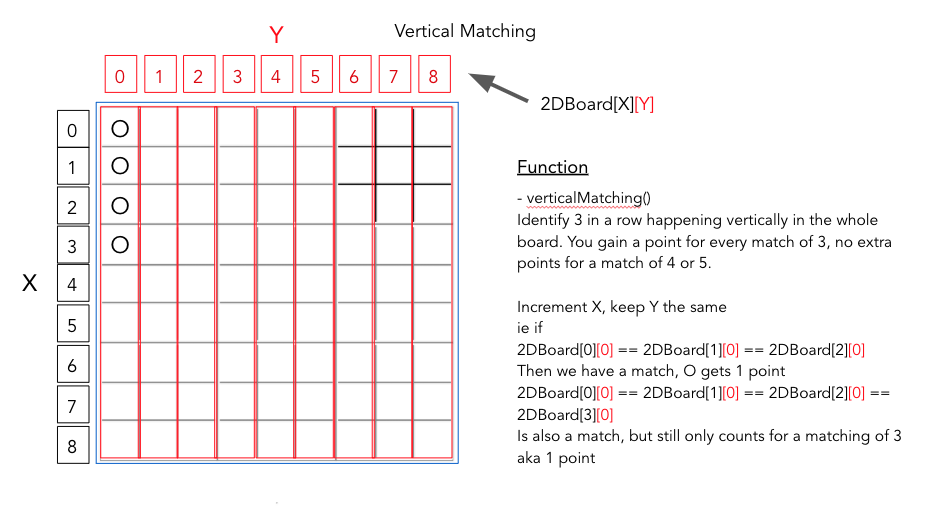 Y
Vertical Matching
0 1 2 3 4 5 6 7 8
2DBoard[X][Y]
0 O
1 O
2 O
3 O
X
4
5
6
7
8
Function
- verticalMatching()
Identify 3 in a row happening vertically in the whole
board. You gain a point for every match of 3, no extra
points for a match of 4 or 5.
Increment X, keep Y the same
ie if
2DBoard[0][0] == 2DBoard[1][0] == 2DBoard[2][0]
Then we have a match, O gets 1 point
2DBoard[0][0] == 2DBoard[1][0] == 2DBoard[2][0] ==
2DBoard[3][0]
Is also a match, but still only counts for a matching of 3
aka 1 point